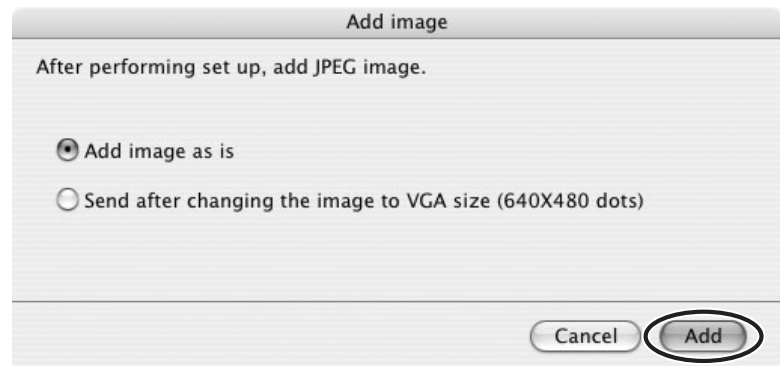 Add image
After performing set up, add JPEG image.
Add image as is
Send after changing the image to VGA size (640X480 dots)
Cancel Add